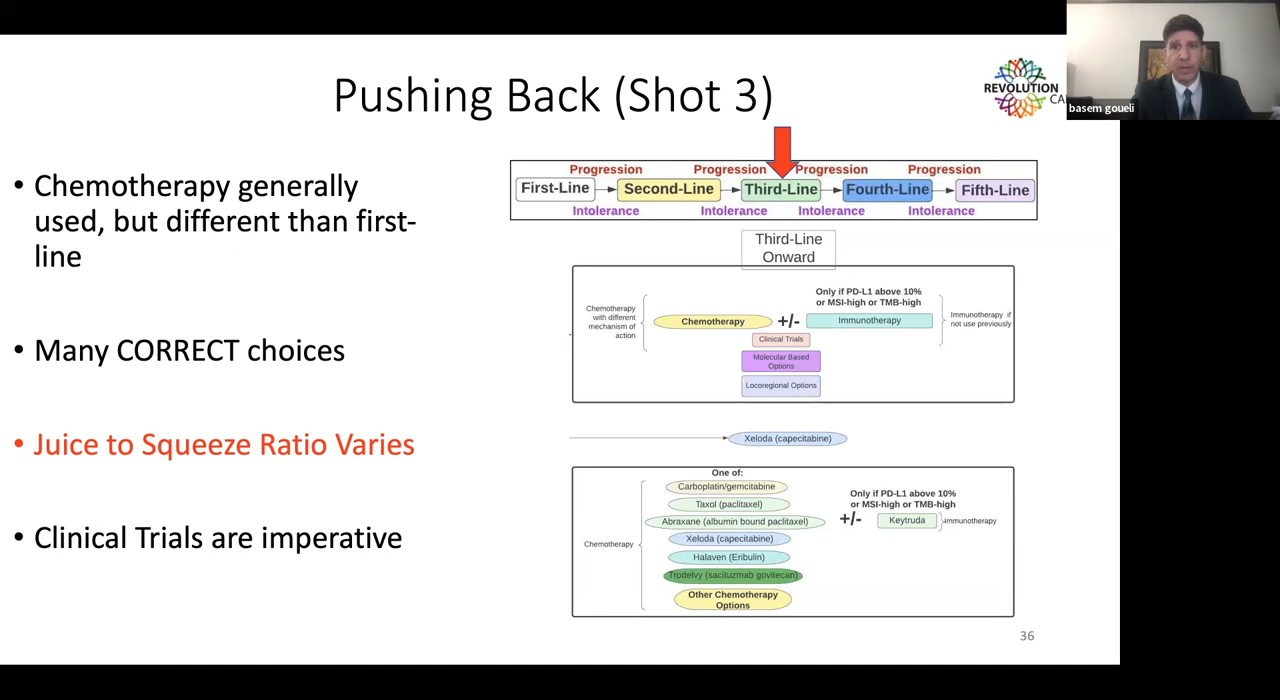 Pushing Back (Shot 3)
REVOLUTION
CA
basem goueli
• Chemotherapy generally
used, but different than first-
line
• Many CORRECT choices
• Juice to Squeeze Ratio Varies
• Clinical Trials are imperative
Progression Progression Progression Progression
First-Line Second-Line Third-Line Fourth-Line Fifth-Line
Intolerance Intolerance Intolerance Intolerance
Third-Line
Onward
Chemotherapy
with different
mechanism of
action
Chemotherapy
+/-
Only if PD-L1 above 10%
or MSI-high or TMB-high
Immunotherapy
Immunotherapy if
not use previously
Clinical Trials
Molecular Based
Options
Locoregional Options
Xeloda (capecitabine)
One of:
Chemotherapy
Carboplatin/gemcitabine
Taxol (paclitaxel)
Abraxane (albumin bound paclitaxel)
Xeloda (capecitabine)
Halaven (Eribulin)
Trodelvy (sacituzmab govitecan)
Other Chemotherapy
Options
Only if PD-L1 above 10%
or MSI-high or TMB-high
+/-
Keytruda
Immunotherapy
36